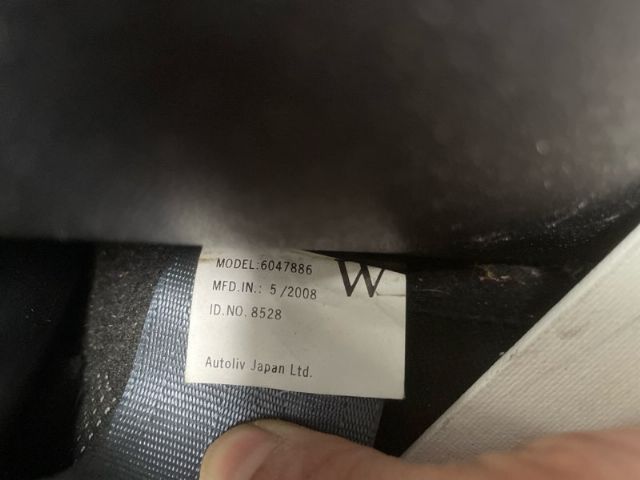 MODEL:6047886 W
MFD.IN.: 5/2008
ID.NO. 8528
Autoliv Japan Ltd.